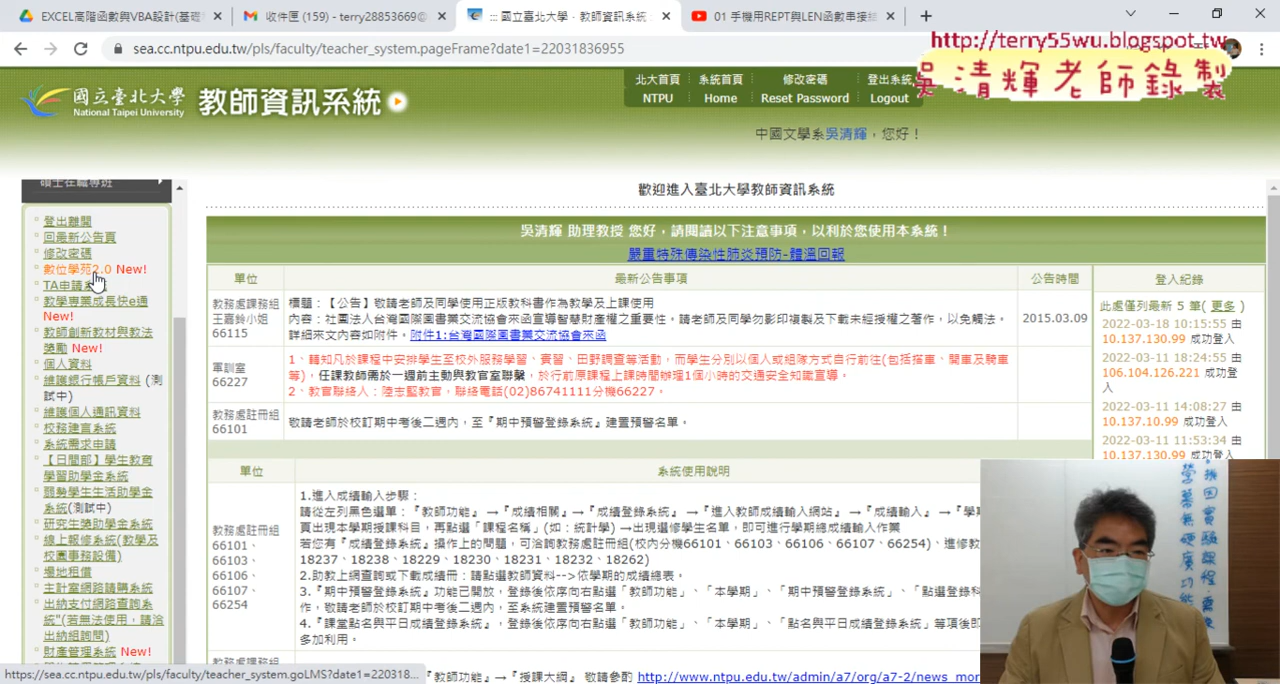 EXCEL高階函數與VBA設計(基礎
收件匣 (159) - terry28853669@
::: 國立臺北大學 - 教師資訊系統 :
01 手機用REPT與LEN函數串接絲
sea.cc.ntpu.edu.tw/pls/faculty/teacher_system.pageFrame?date1=22031836955
http://terry55wu.blogspot.tw
吳清輝老師錄製
國立臺北大學
National Taipei University
教師資訊系統
北大首頁 系統首頁 修改密碼 登出系統
NTPU Home Reset Password Logout
中國文學系吳清輝，您好！
碩士在職專班
登出離開
回最新公告頁
修改密碼
數位學苑2.0 New!
TA申請系
教學專業成長快e通
New!
教師創新教材與教法
獎勵 New!
個人資料
維護銀行帳戶資料 (測
試中)
維護個人通訊資料
校務建言系統
系統需求申請
【日間部】學生教育
學習助學金系統
弱勢學生生活助學金
系統(測試中)
研究生獎助學金系統
線上報修系統(教學及
校園事務設備)
場地租借
主計室網路請購系統
出納支付網路查詢系
統"(若無法使用，請洽
出納組詢問)
財產管理系統 New!
歡迎進入臺北大學教師資訊系統
吳清輝 助理教授 您好，請閱讀以下注意事項，以利於您使用本系統！
嚴重特殊傳染性肺炎預防-體溫回報
單位 最新公告事項 公告時間
教務處課務組
王嘉鈴小姐
66115
標題：【公告】敬請老師及同學使用正版教科書作為教學及上課使用
內容：社團法人台灣國際圖書業交流協會來函宣導智慧財產權之重要性。請老師及同學勿影印複製及下載未經授權之著作，以免觸法。
詳細來文內容如附件。附件1:台灣國際圖書業交流協會來函
2015.03.09
軍訓室
66227
1、轉知凡於課程中安排學生至校外服務學習、實習、田野調查等活動，而學生分別以個人或組隊方式自行前往(包括搭車、開車及騎車
等)，任課教師需於一週前主動與教官室聯繫，於行前原課程上課時間辦理1個小時的交通安全知識宣導。
2、教官聯絡人：陸志堅教官，聯絡電話(02)86741111分機66227。
教務處註冊組
66101
敬請老師於校訂期中考後二週內，至『期中預警登錄系統』建置預警名單。
登入紀錄
此處僅列最新 5 筆( 更多 )
2022-03-18 10:15:55 由
10.137.130.99 成功登入
2022-03-11 18:24:55 由
106.104.126.221 成功登
入
2022-03-11 14:08:27 由
10.137.10.99 成功登入
2022-03-11 11:53:34 由
10.137.130.99 成功登入
單位 系統使用說明
教務處註冊組
66101、
66103、
66106、
66107、
66254
1.進入成績輸入步驟：
請從左列黑色選單：『教師功能』 →『成績相關』→『成績登錄系統』→『進入教師成績輸入網站』→『成績輸入』→『學期
頁出現本學期授課科目，再點選「課程名稱」(如：統計學) →出現選修學生名單，即可進行學期總成績輸入作業
若您有『成績登錄系統』操作上的問題，可洽詢教務處註冊組(校內分機66101、66103、66106、66107、66254)、進修教
18237、18238、18229、18230、18231、18232、18262)
2.助教上網查詢或下載成績冊：請點選教師資料-->依學期的成績總表。
3.『期中預警登錄系統』功能已開放，登錄後依序向右點選「教師功能」、「本學期」、「期中預警登錄系統」、「點選登錄科
作，敬請老師於校訂期中考後二週內，至系統建置預警名單。
4.『課堂點名與平日成績登錄系統』，登錄後依序向右點選「教師功能」、「本學期」、「點名與平日成績登錄系統」等項後即
多加利用。
教務處課務組
『教師功能』→『授課大綱』 敬請參酌 http://www.ntpu.edu.tw/admin/a7/org/a7-2/news_mor
https://sea.cc.ntpu.edu.tw/pls/faculty/teacher_system.goLMS?date1=220318...